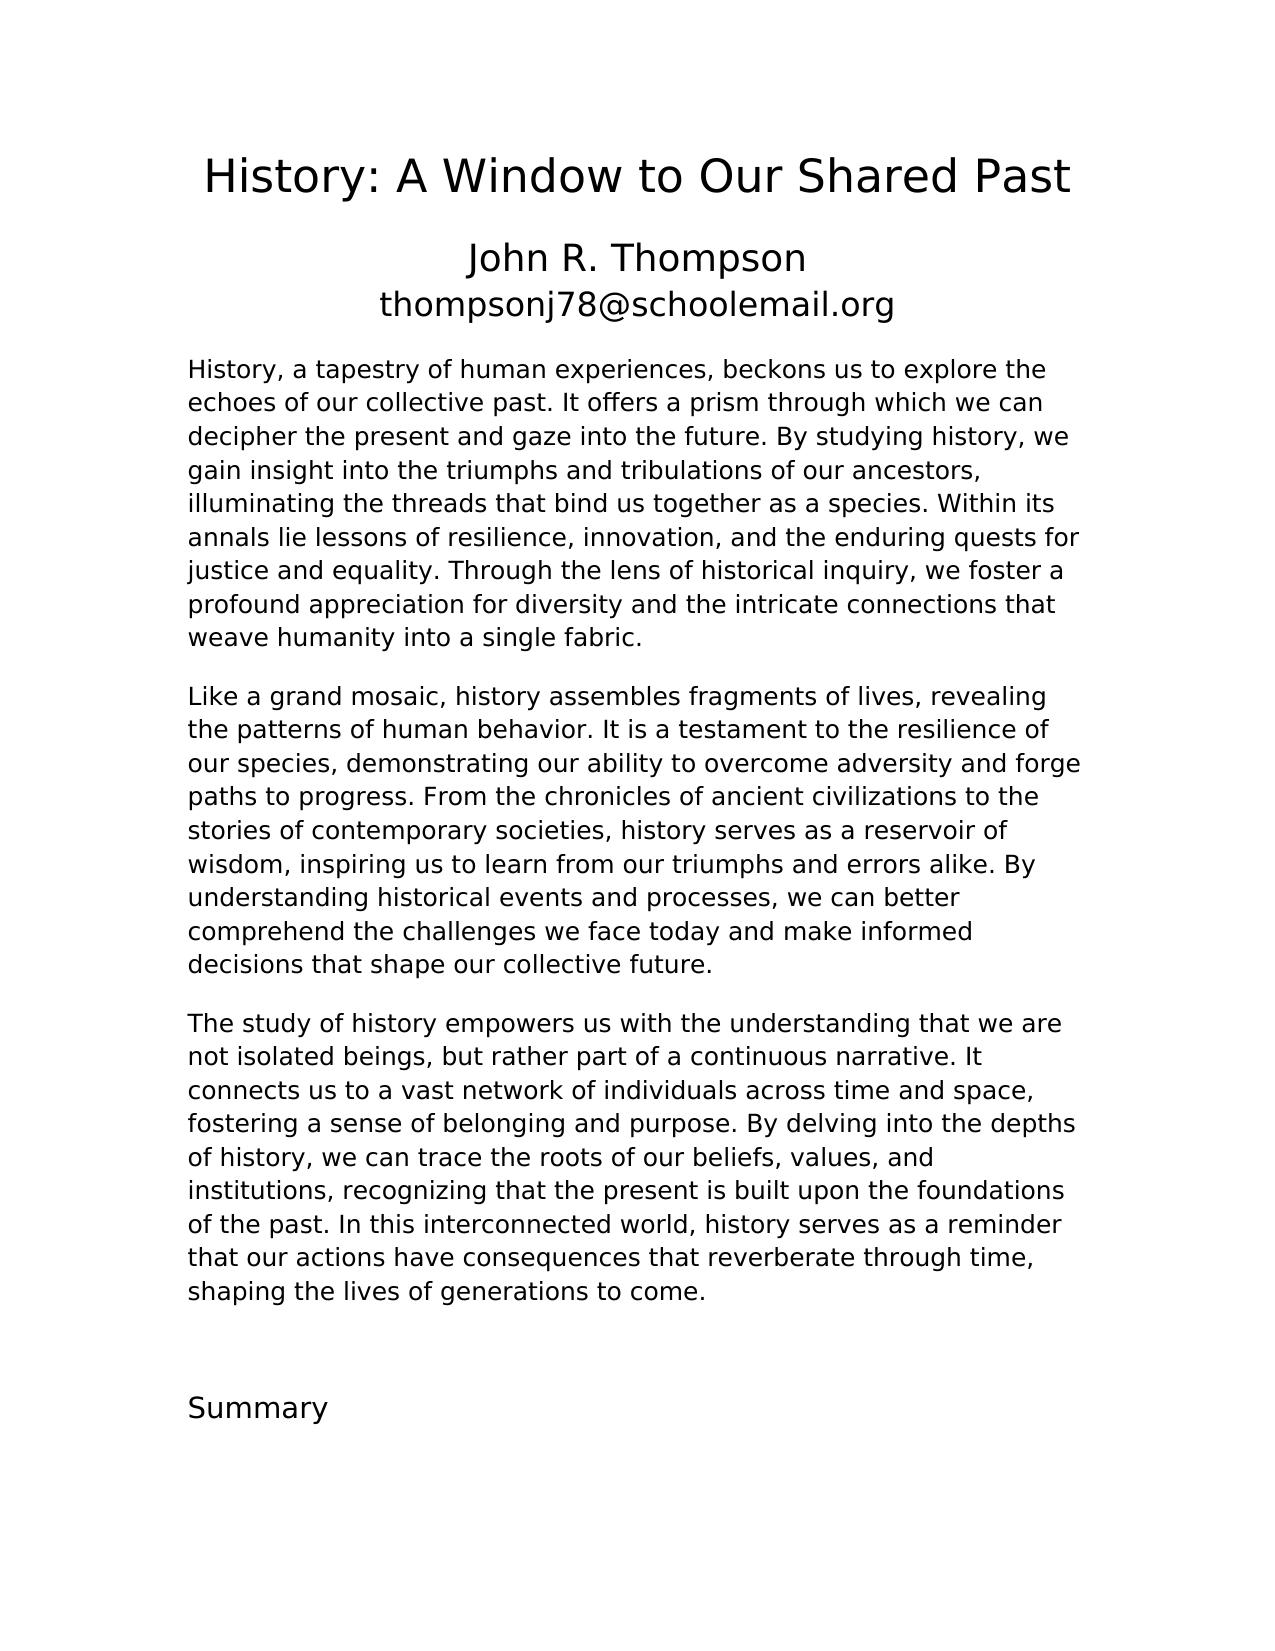 History: A Window to Our Shared Past
John R. Thompson
thompsonj78@schoolemail.org
History, a tapestry of human experiences, beckons us to explore the
echoes of our collective past. It offers a prism through which we can
decipher the present and gaze into the future. By studying history, we
gain insight into the triumphs and tribulations of our ancestors,
illuminating the threads that bind us together as a species. Within its
annals lie lessons of resilience, innovation, and the enduring quests for
justice and equality. Through the lens of historical inquiry, we foster a
profound appreciation for diversity and the intricate connections that
weave humanity into a single fabric.
Like a grand mosaic, history assembles fragments of lives, revealing
the patterns of human behavior. It is a testament to the resilience of
our species, demonstrating our ability to overcome adversity and forge
paths to progress. From the chronicles of ancient civilizations to the
stories of contemporary societies, history serves as a reservoir of
wisdom, inspiring us to learn from our triumphs and errors alike. By
understanding historical events and processes, we can better
comprehend the challenges we face today and make informed
decisions that shape our collective future.
The study of history empowers us with the understanding that we are
not isolated beings, but rather part of a continuous narrative. It
connects us to a vast network of individuals across time and space,
fostering a sense of belonging and purpose. By delving into the depths
of history, we can trace the roots of our beliefs, values, and
institutions, recognizing that the present is built upon the foundations
of the past. In this interconnected world, history serves as a reminder
that our actions have consequences that reverberate through time,
shaping the lives of generations to come.
Summary